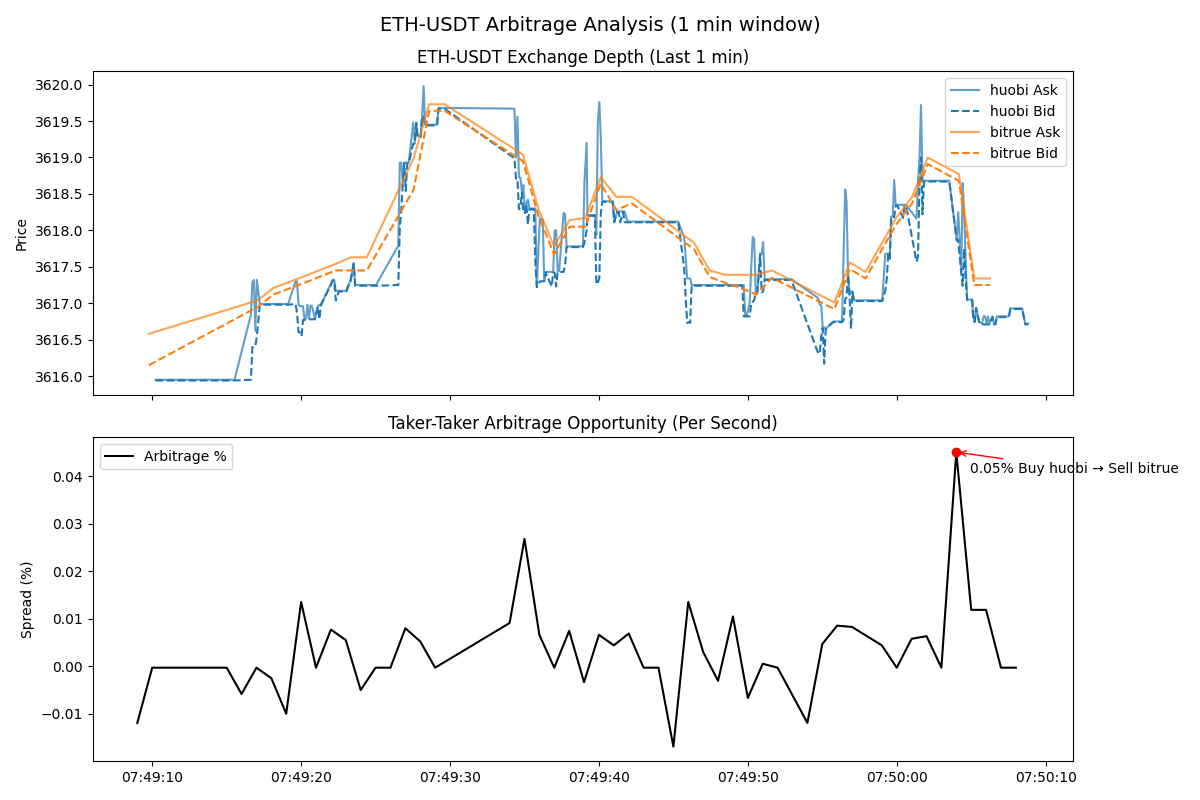 ETH-USDT Arbitrage Analysis (1 min window)
ETH-USDT Exchange Depth (Last 1 min)
3620.0
3619.5
3619.0
3618.5
3618.0
3617.5
3617.0
3616.5
3616.0
Price
huobi Ask
huobi Bid
bitrue Ask
bitrue Bid
Taker-Taker Arbitrage Opportunity (Per Second)
0.04
0.03
0.02
0.01
0.00
−0.01
Spread (%)
Arbitrage %
0.05% Buy huobi → Sell bitrue
07:49:10
07:49:20
07:49:30
07:49:40
07:49:50
07:50:00
07:50:10